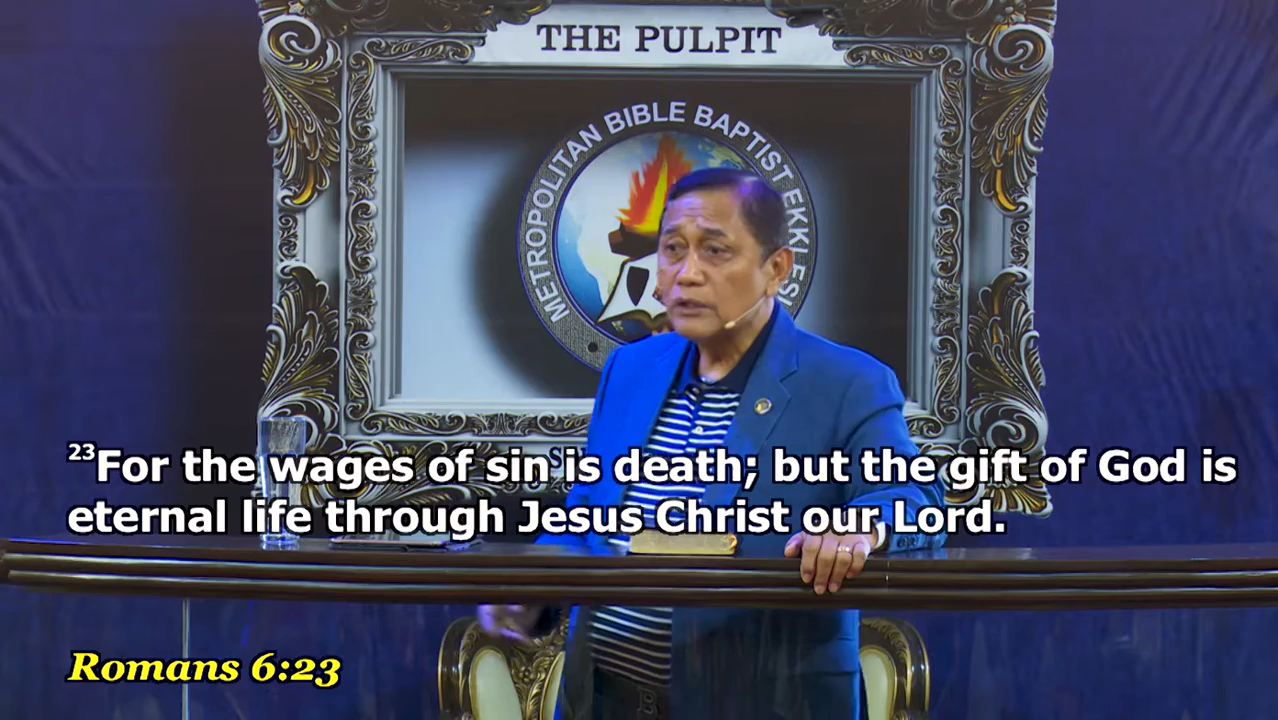 THE PULPIT
METROPOLITAN BIBLE BAPTIST EKKLESI
²³For the wages of sin is death; but the gift of God is
eternal life through Jesus Christ our Lord.
Romans 6:23